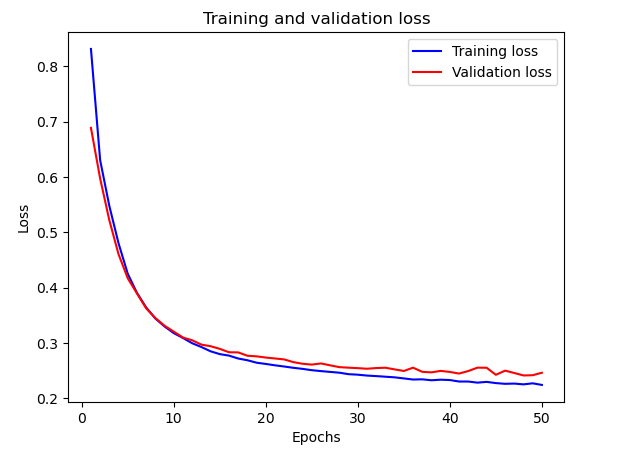 Training and validation loss
Training loss
Validation loss
Loss
0.8
0.7
0.6
0.5
0.4
0.3
0.2
0 10 20 30 40 50
Epochs